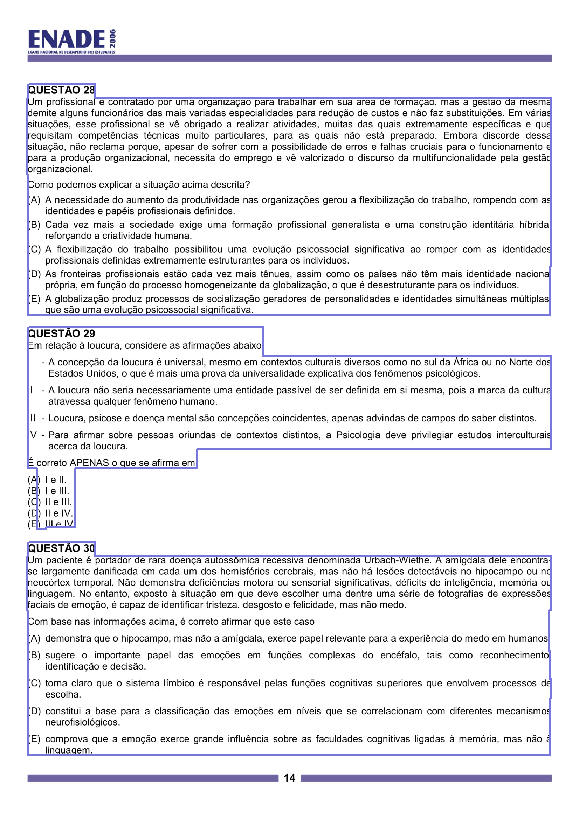 ENADE 2006
EXAME NACIONAL DE DESEMPENHO DOS ESTUDANTES
QUESTÃO 28
Um profissional é contratado por uma organização para trabalhar em sua área de formação, mas a gestão da mesma
demite alguns funcionários das mais variadas especialidades para redução de custos e não faz substituições. Em várias
situações, esse profissional se vê obrigado a realizar atividades, muitas das quais extremamente específicas e que
requisitam competências técnicas muito particulares, para as quais não está preparado. Embora discorde dessa
situação, não reclama porque, apesar de sofrer com a possibilidade de erros e falhas cruciais para o funcionamento e
para a produção organizacional, necessita do emprego e vê valorizado o discurso da multifuncionalidade pela gestão
organizacional.
Como podemos explicar a situação acima descrita?
(A) A necessidade do aumento da produtividade nas organizações gerou a flexibilização do trabalho, rompendo com as
identidades e papéis profissionais definidos.
(B) Cada vez mais a sociedade exige uma formação profissional generalista e uma construção identitária híbrida,
reforçando a criatividade humana.
(C) A flexibilização do trabalho possibilitou uma evolução psicossocial significativa ao romper com as identidades
profissionais definidas extremamente estruturantes para os indivíduos.
(D) As fronteiras profissionais estão cada vez mais tênues, assim como os países não têm mais identidade nacional
própria, em função do processo homogeneizante da globalização, o que é desestruturante para os indivíduos.
(E) A globalização produz processos de socialização geradores de personalidades e identidades simultâneas múltiplas,
que são uma evolução psicossocial significativa.
QUESTÃO 29
Em relação à loucura, considere as afirmações abaixo
- A concepção da loucura é universal, mesmo em contextos culturais diversos como no sul da África ou no Norte dos
Estados Unidos, o que é mais uma prova da universalidade explicativa dos fenômenos psicológicos.
I - A loucura não seria necessariamente uma entidade passível de ser definida em si mesma, pois a marca da cultura
atravessa qualquer fenômeno humano.
II - Loucura, psicose e doença mental são concepções coincidentes, apenas advindas de campos do saber distintos.
V - Para afirmar sobre pessoas oriundas de contextos distintos, a Psicologia deve privilegiar estudos interculturais
acerca da loucura.
É correto APENAS o que se afirma em
(A) I e II.
(B) I e III.
(C) II e III.
(D) II e IV.
(E) III e IV.
QUESTÃO 30
Um paciente é portador de rara doença autossômica recessiva denominada Urbach-Wiethe. A amígdala dele encontra-
se largamente danificada em cada um dos hemisférios cerebrais, mas não há lesões detectáveis no hipocampo ou no
neocórtex temporal. Não demonstra deficiências motora ou sensorial significativas, déficits de inteligência, memória ou
linguagem. No entanto, exposto à situação em que deve escolher uma dentre uma série de fotografias de expressões
faciais de emoção, é capaz de identificar tristeza, desgosto e felicidade, mas não medo.
Com base nas informações acima, é correto afirmar que este caso
(A) demonstra que o hipocampo, mas não a amígdala, exerce papel relevante para a experiência do medo em humanos.
(B) sugere o importante papel das emoções em funções complexas do encéfalo, tais como reconhecimento,
identificação e decisão.
(C) torna claro que o sistema límbico é responsável pelas funções cognitivas superiores que envolvem processos de
escolha.
(D) constitui a base para a classificação das emoções em níveis que se correlacionam com diferentes mecanismos
neurofisiológicos.
(E) comprova que a emoção exerce grande influência sobre as faculdades cognitivas ligadas à memória, mas não à
linguagem.
14